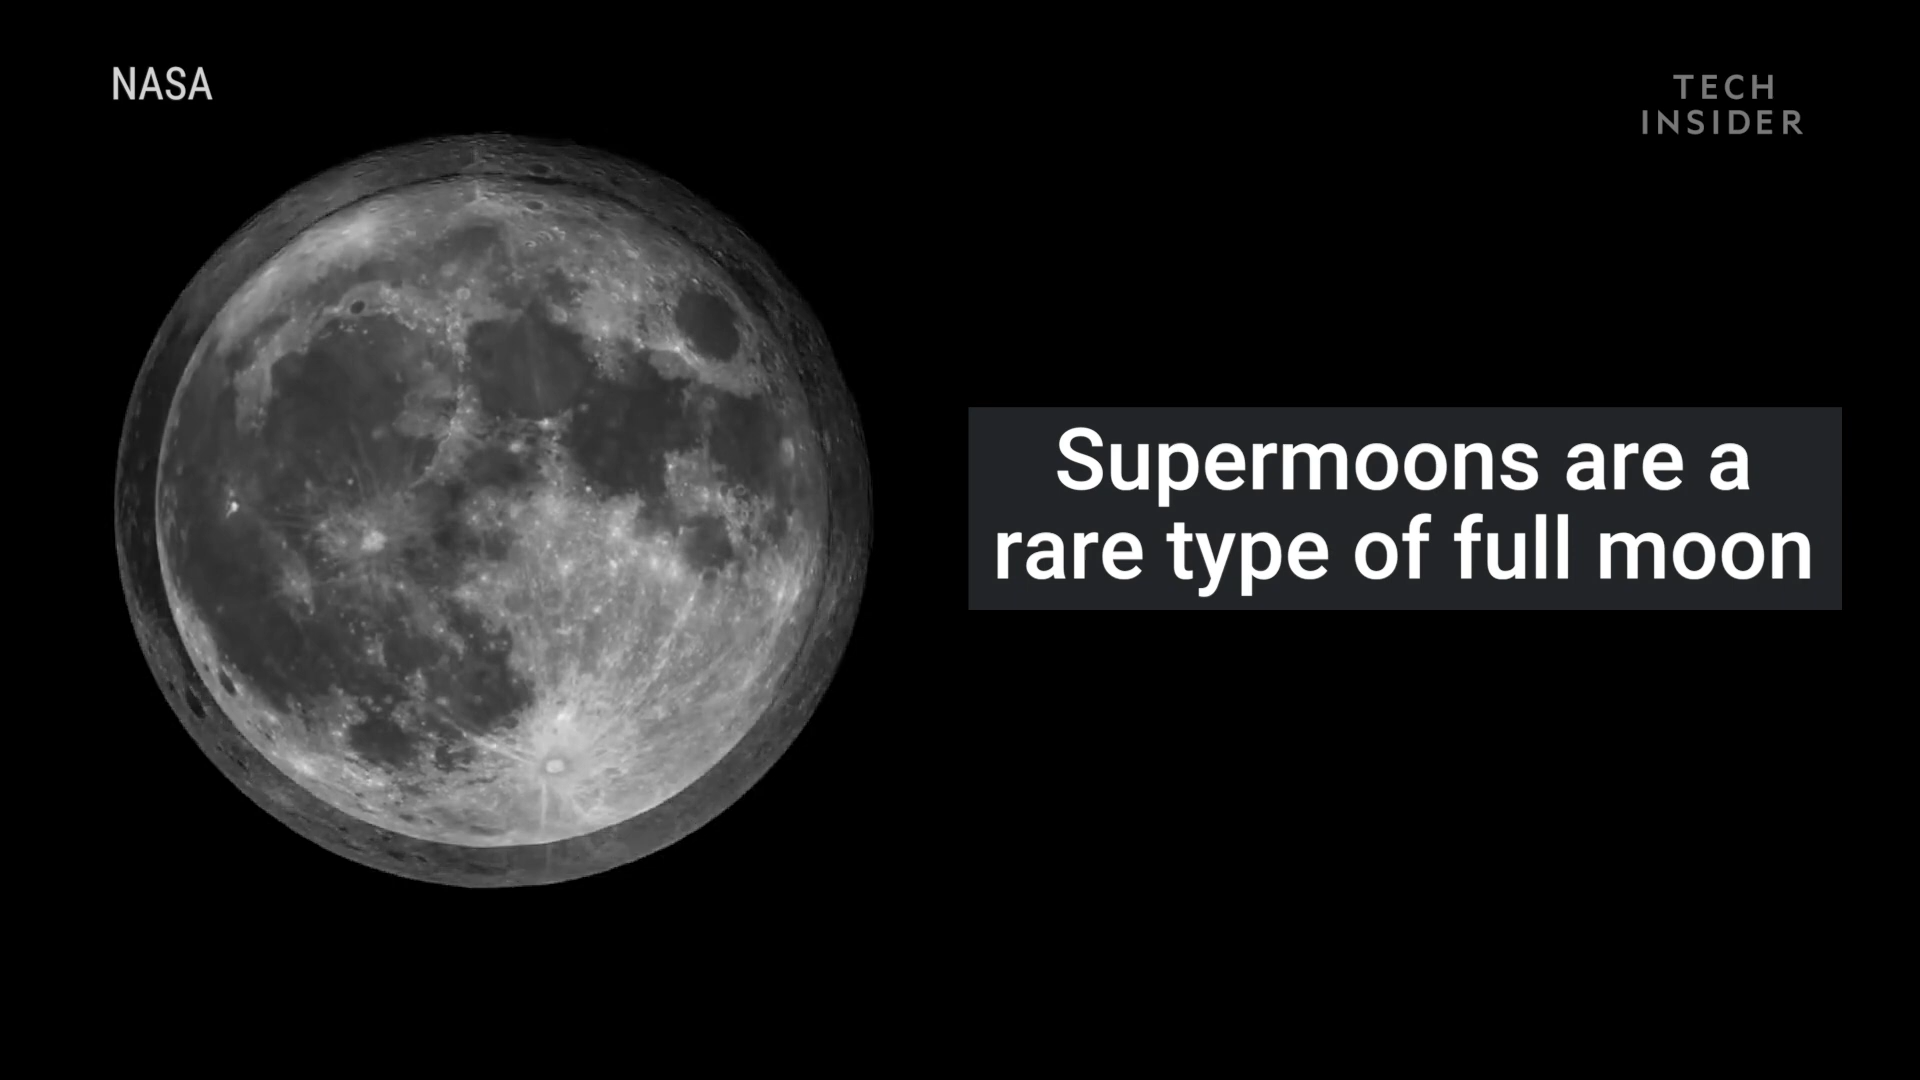 NASA
TECH
INSIDER
Supermoons are a
rare type of full moon